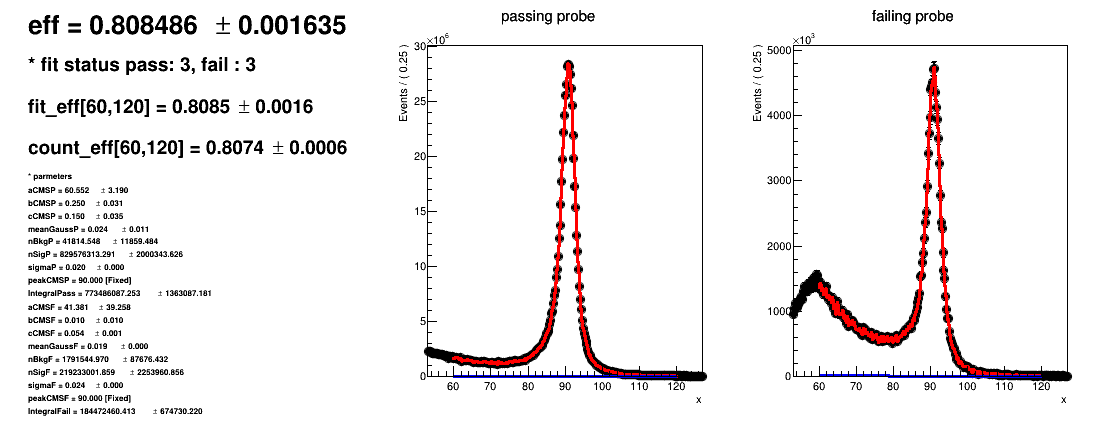 eff = 0.808486 ± 0.001635
* fit status pass: 3, fail : 3
fit_eff[60,120] = 0.8085 ± 0.0016
count_eff[60,120] = 0.8074 ± 0.0006
* parmeters
aCMSP = 60.552 ± 3.190
bCMSP = 0.250 ± 0.031
cCMSP = 0.150 ± 0.035
meanGaussP = 0.024 ± 0.011
nBkgP = 41814.548 ± 11859.484
nSigP = 829576313.291 ± 2000343.626
sigmaP = 0.020 ± 0.000
peakCMSP = 90.000 [Fixed]
IntegralPass = 773486087.253 ± 1363087.181
aCMSF = 41.381 ± 39.258
bCMSF = 0.010 ± 0.010
cCMSF = 0.054 ± 0.001
meanGaussF = 0.019 ± 0.000
nBkgF = 1791544.970 ± 87676.432
nSigF = 219233001.859 ± 2253960.856
sigmaF = 0.024 ± 0.000
peakCMSF = 90.000 [Fixed]
IntegralFail = 184472460.413 ± 674730.220
passing probe
×10⁶
Events / ( 0.25 )
30
25
20
15
10
5
0
60 70 80 90 100 110 120
x
failing probe
×10³
Events / ( 0.25 )
5000
4000
3000
2000
1000
0
60 70 80 90 100 110 120
x